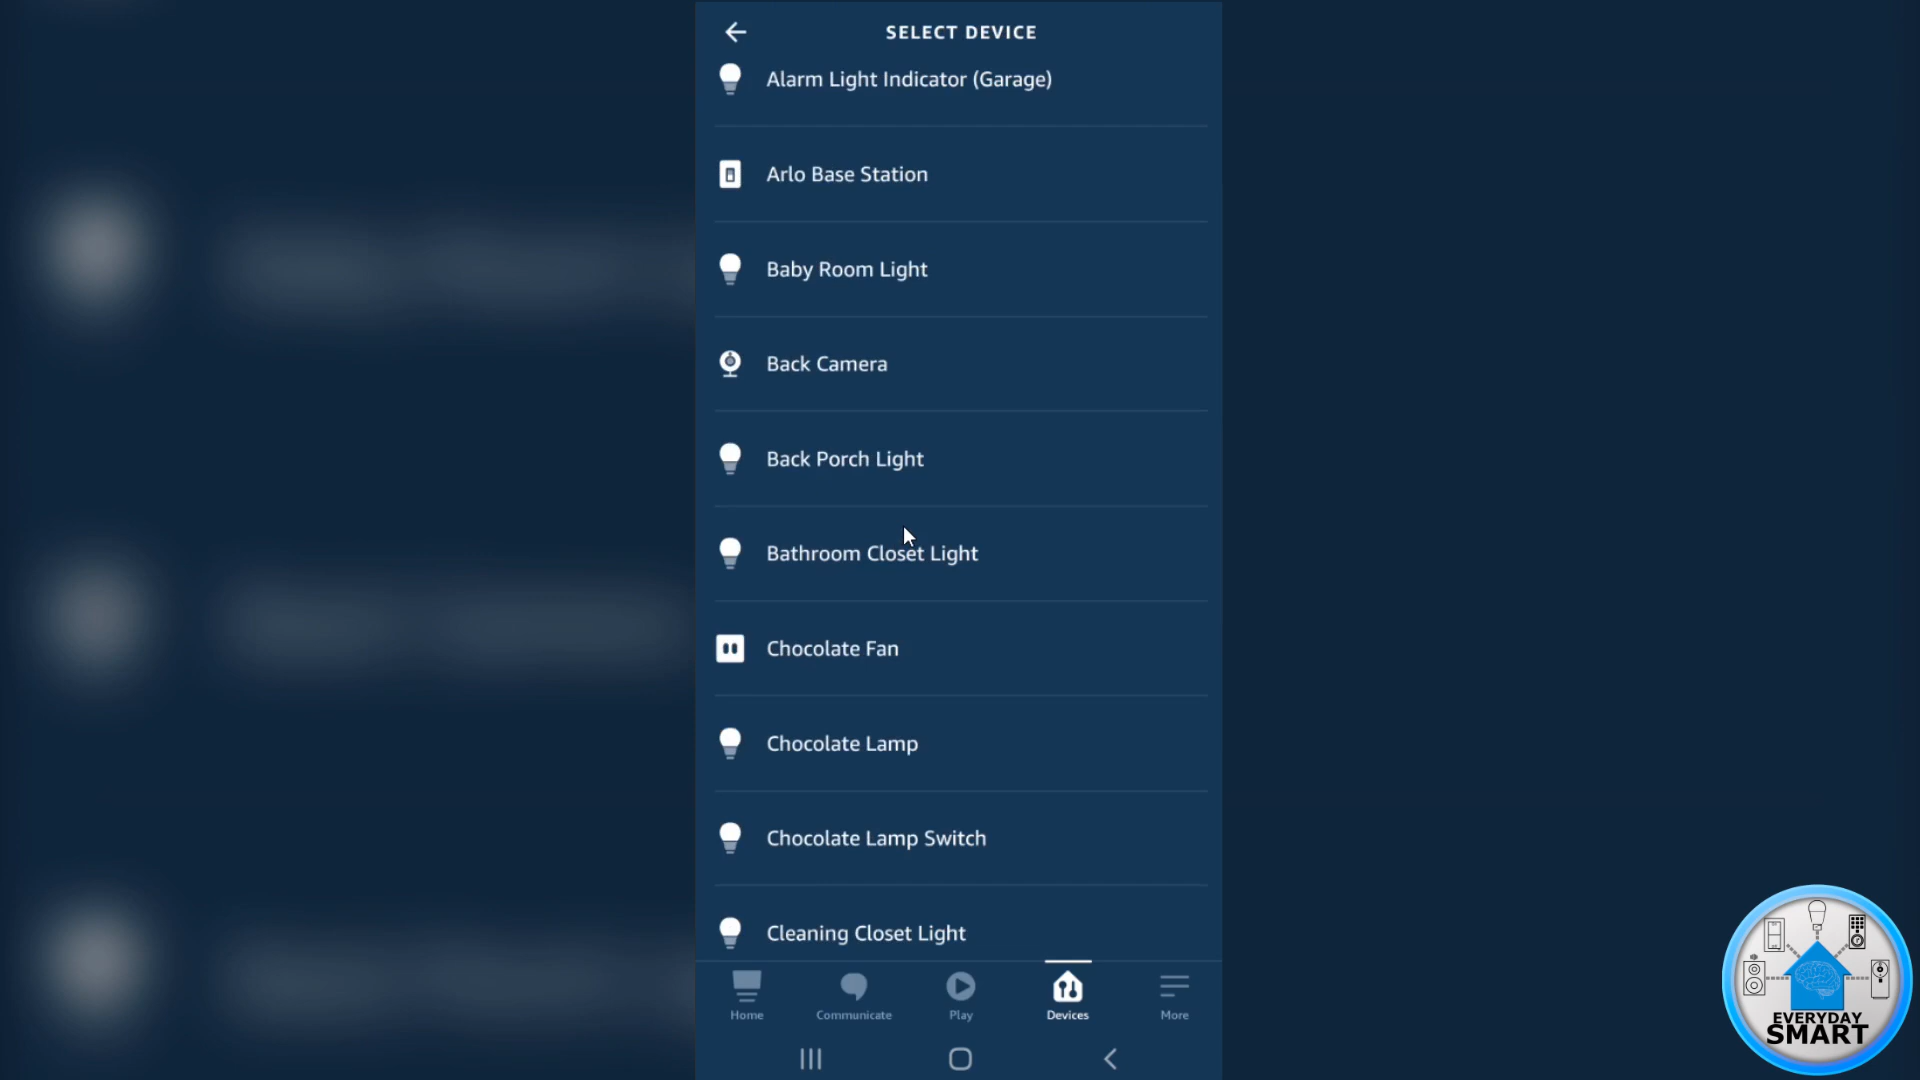 SELECT DEVICE
Alarm Light Indicator (Garage)
Arlo Base Station
Baby Room Light
Back Camera
Back Porch Light
Bathroom Closet Light
Chocolate Fan
Chocolate Lamp
Chocolate Lamp Switch
Cleaning Closet Light
Home
Communicate
Play
Devices
More
EVERYDAY
SMART